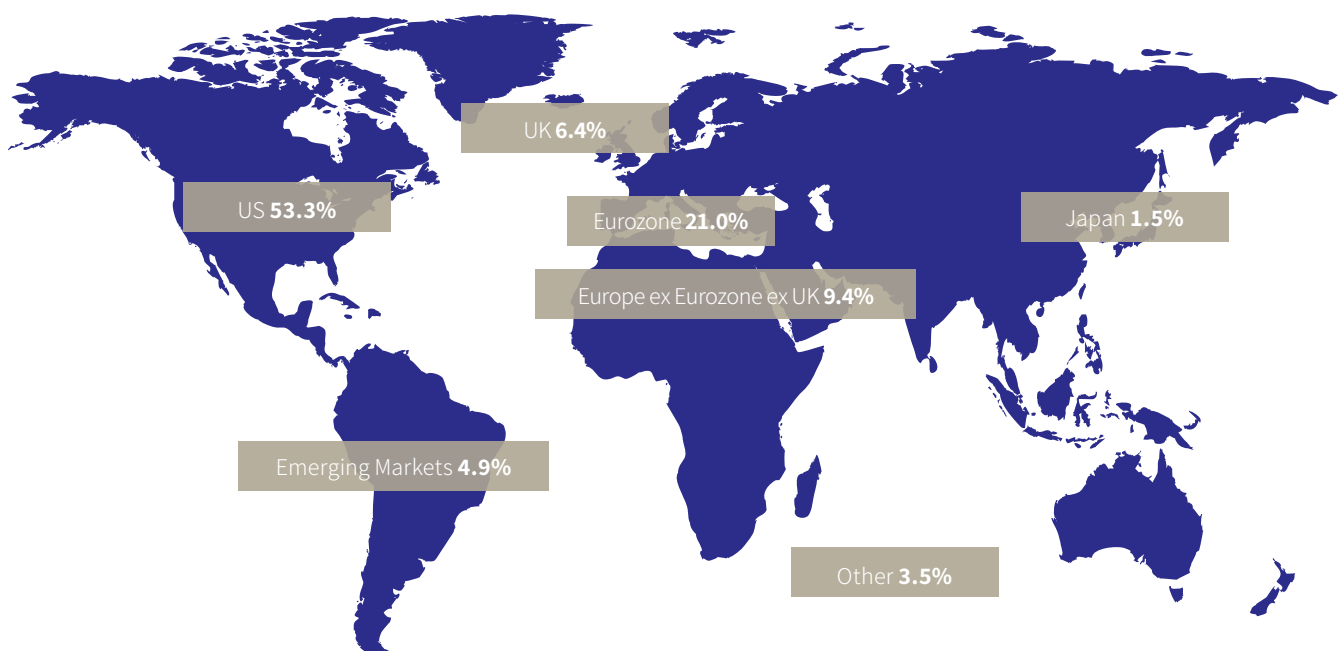 UK 6.4%
US 53.3%
Eurozone 21.0%
Japan 1.5%
Europe ex Eurozone ex UK 9.4%
Emerging Markets 4.9%
Other 3.5%